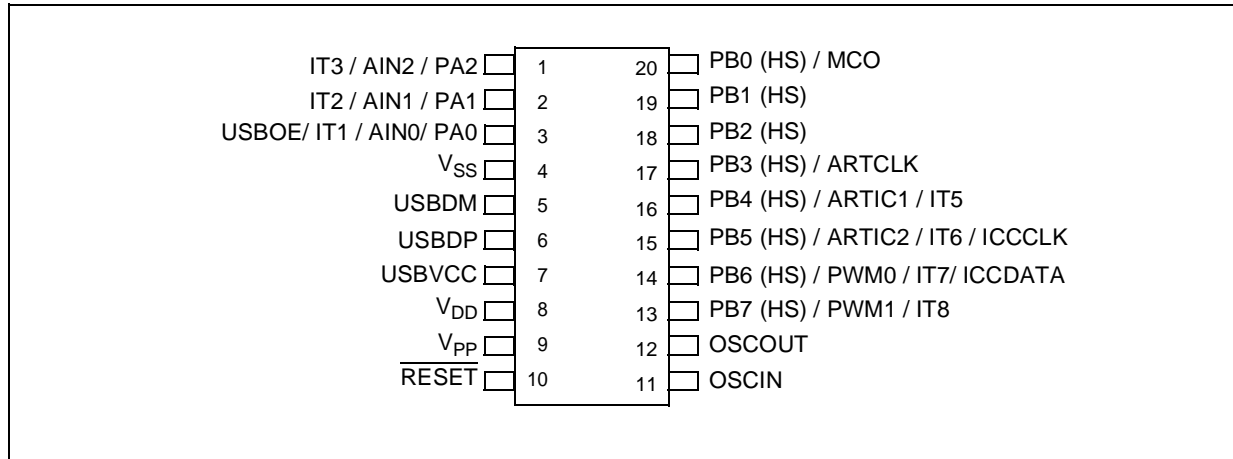 IT3 / AIN2 / PA2 1 20 PB0 (HS) / MCO
IT2 / AIN1 / PA1 2 19 PB1 (HS)
USBOE/ IT1 / AIN0/ PA0 3 18 PB2 (HS)
VSS 4 17 PB3 (HS) / ARTCLK
USBDM 5 16 PB4 (HS) / ARTIC1 / IT5
USBDP 6 15 PB5 (HS) / ARTIC2 / IT6 / ICCCLK
USBVCC 7 14 PB6 (HS) / PWM0 / IT7/ ICCDATA
VDD 8 13 PB7 (HS) / PWM1 / IT8
VPP 9 12 OSCOUT
RESET 10 11 OSCIN